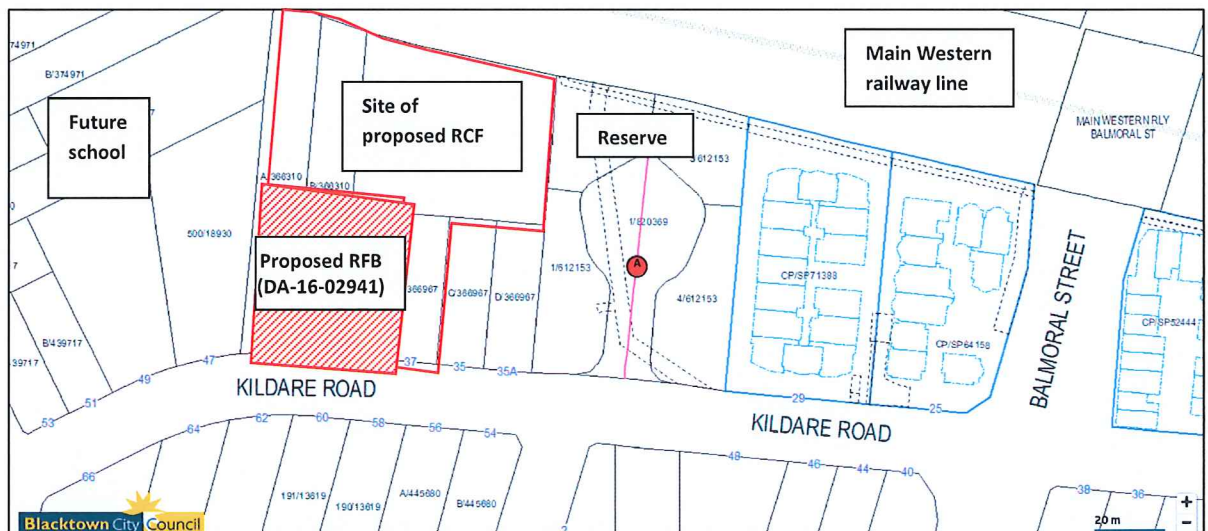 374971
B/374971
Future
school
Site of
proposed RCF
Reserve
Main Western
railway line
MAIN WESTERN RLY
BALMORAL ST
A/366310
B/366310
500/18930
Proposed RFB
(DA-16-02941)
366967
C/366967
D/366967
1/612153
1/820369
A
4/612153
CP/SP71388
CP/SP64158
CP/SP52444
BALMORAL STREET
B/439717
39717
53
51
49
47
37
35
35A
29
25
KILDARE ROAD
KILDARE ROAD
66
64
62
60
58
56
54
48
46
44
40
38
36
191/13619
190/13619
A/445680
B/445680
2
Blacktown City Council
20 m
+
−